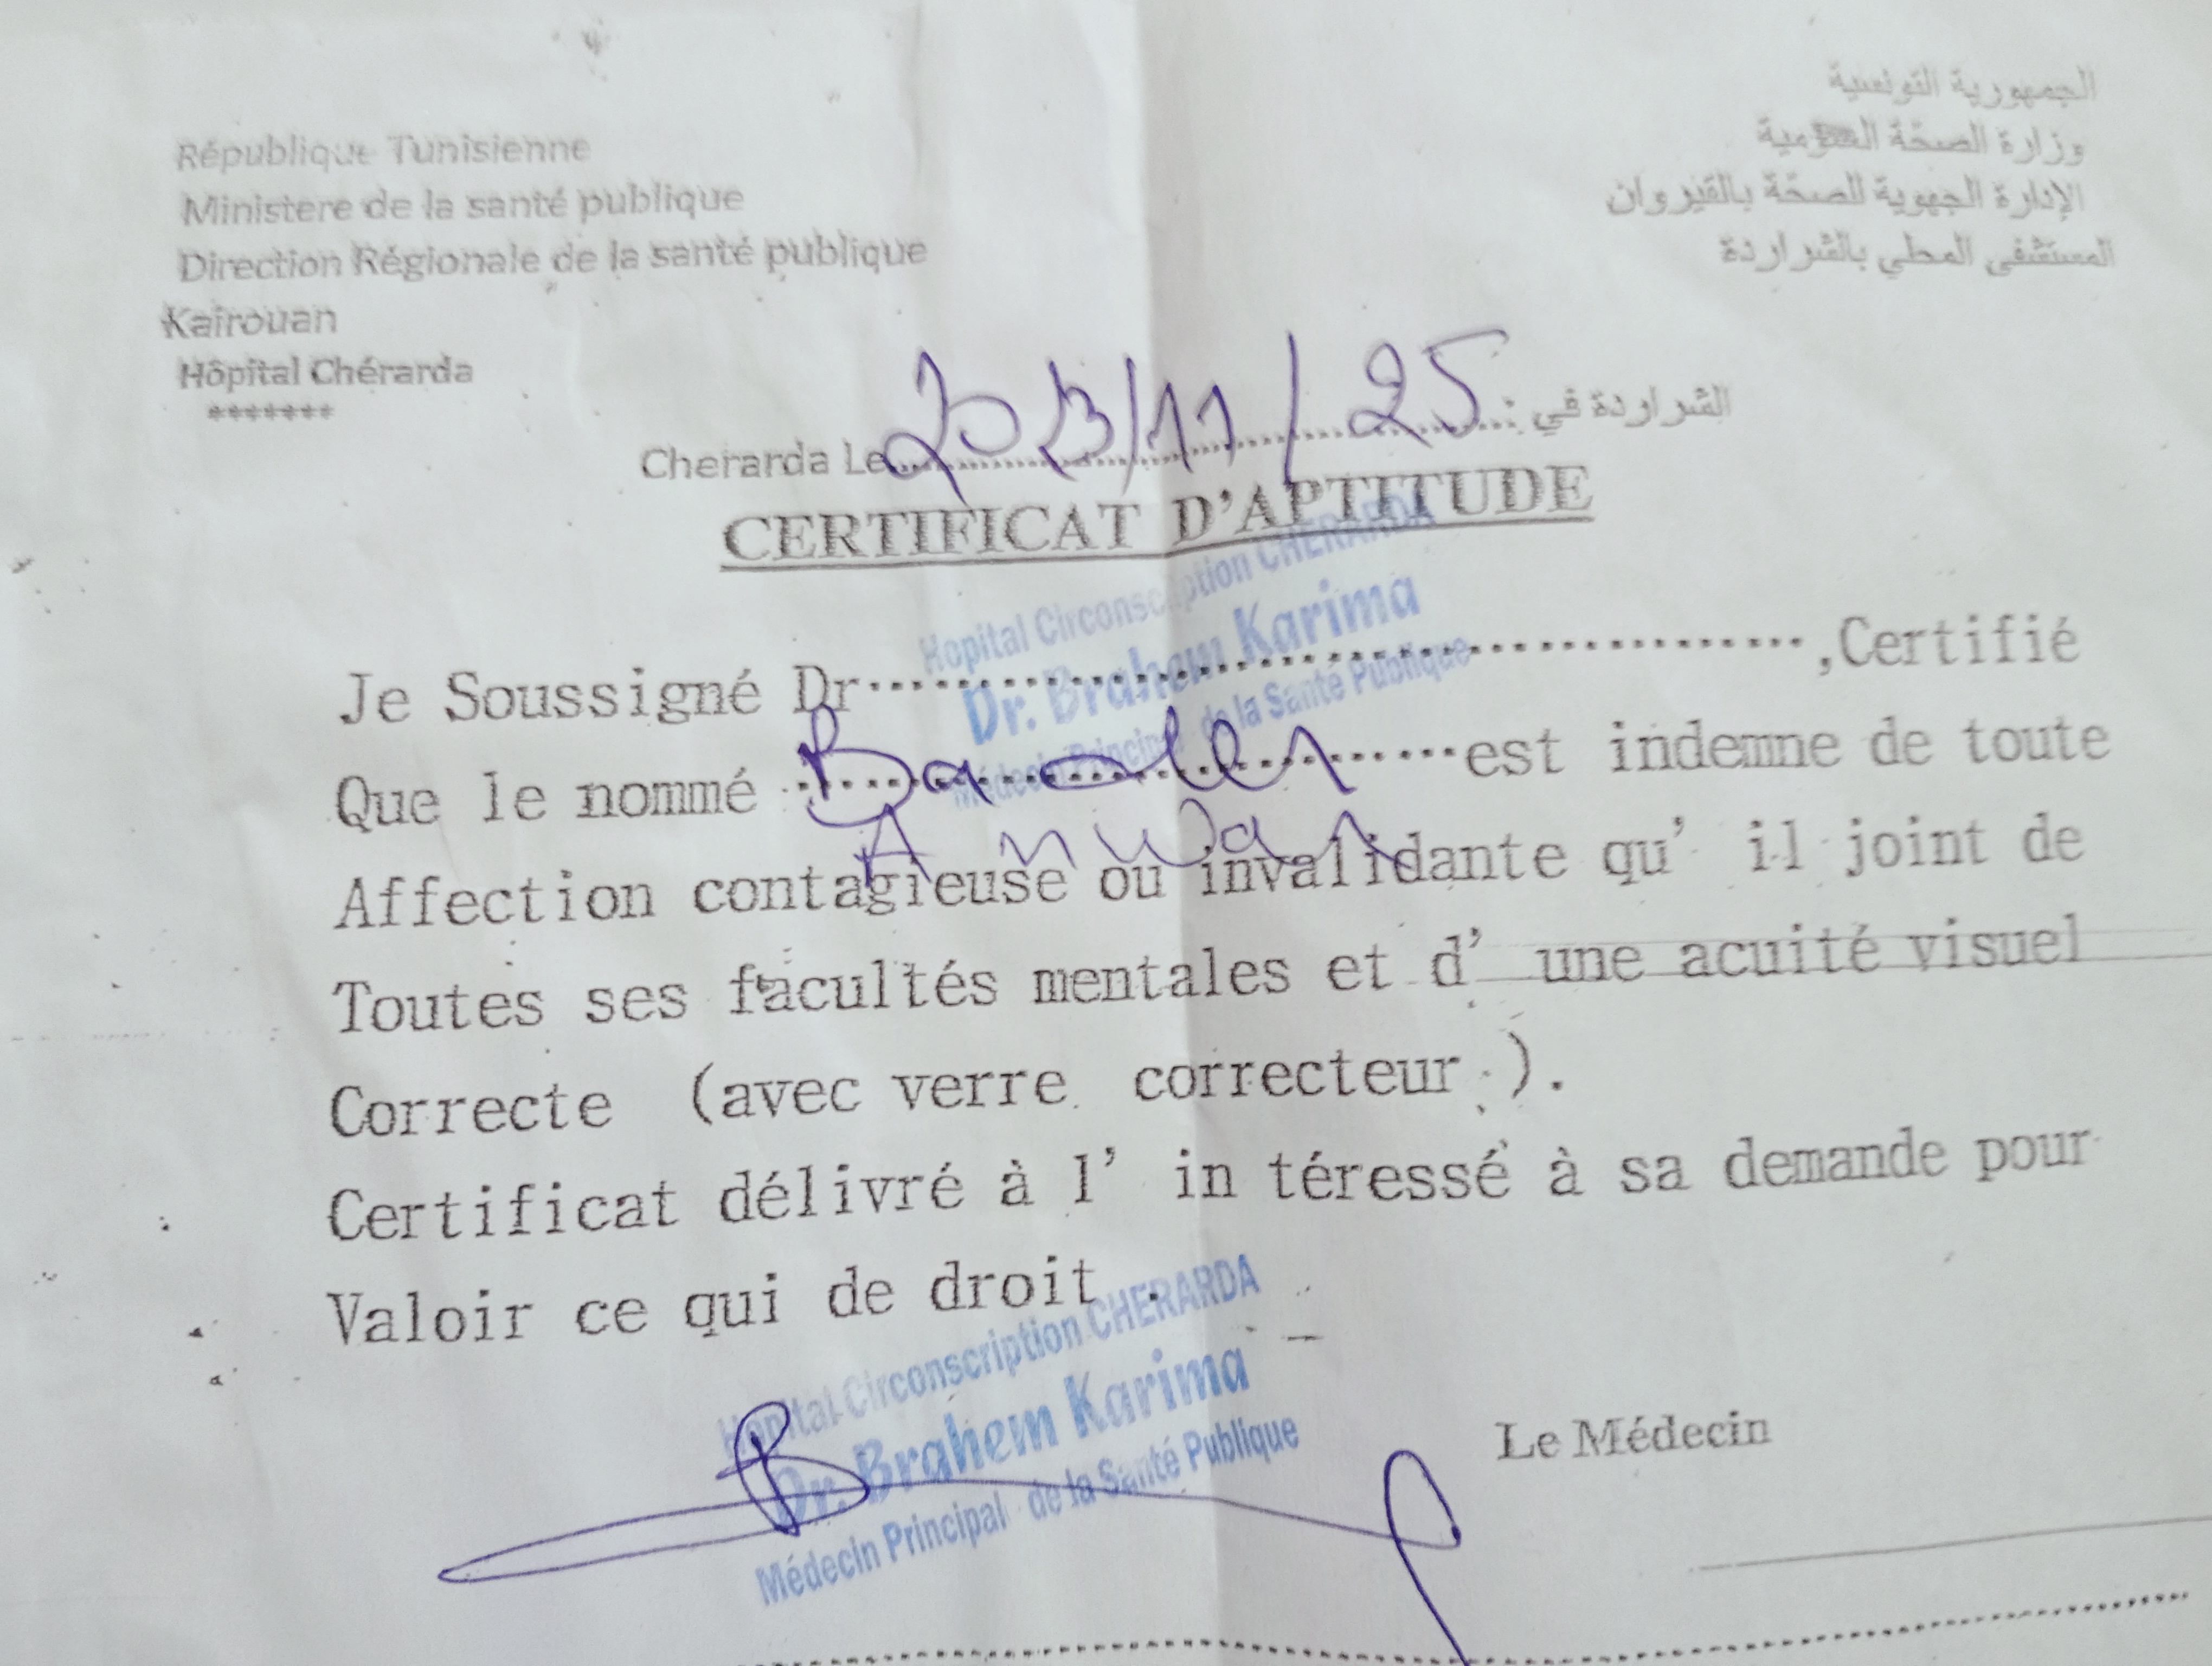 République Tunisienne
Ministere de la santé publique
Direction Régionale de la santé publique
Kairouan
Hôpital Chérarda
*******
الجمهورية التونسية
وزارة الصحّة العمومية
الإدارة الجهوية للصحّة بالقيروان
المستشفى المحلي بالشراردة
Cherarda Le /11/25 : الشراردة في
CERTIFICAT D'APTITUDE
Hopital Circonscription CHERARDA
Dr. Brahem Karima
Médecin Principal de la Santé Publique
Je Soussigné Dr ,Certifié
Que le nommé est indemne de toute
Anwar
Affection contagieuse ou invalidante qu' il joint de
Toutes ses facultés mentales et d' une acuité visuel
Correcte (avec verre correcteur ).
Certificat délivré à l' in téressé à sa demande pour
Valoir ce qui de droit .
Hopital Circonscription CHERARDA
Dr. Brahem Karima
Médecin Principal de la Santé Publique
Le Médecin